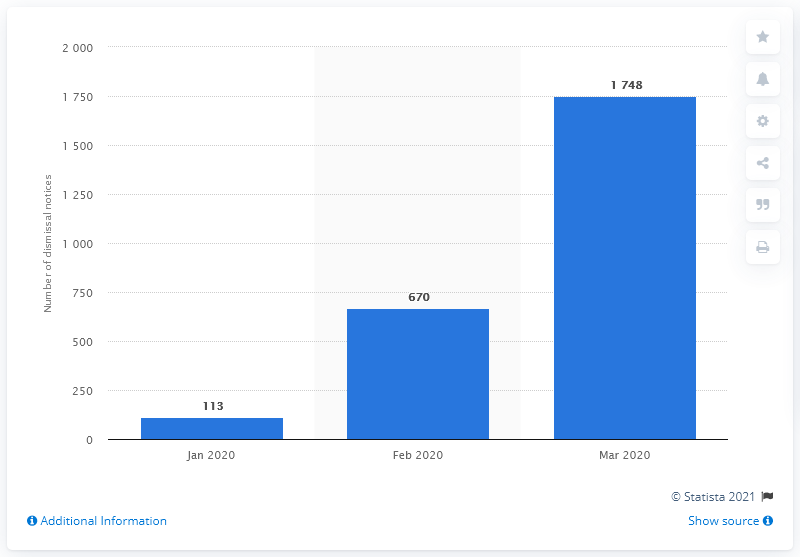 2 000
1 750
1 500
1 250
1 000
750
500
250
0
Number of dismissal notices
113
670
1 748
Jan 2020
Feb 2020
Mar 2020
© Statista 2021
Additional Information
Show source